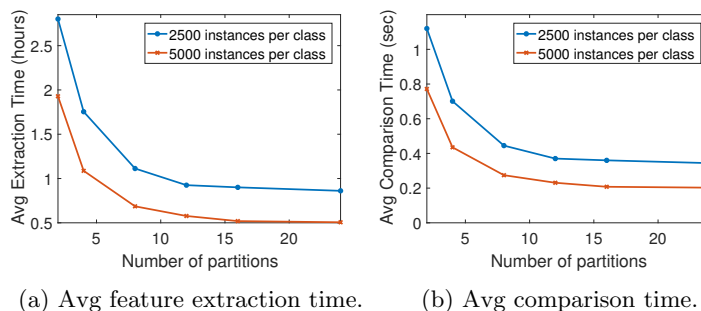 2500 instances per class
5000 instances per class
Avg Extraction Time (hours)
2.5
2
1.5
1
0.5
5
10
15
20
Number of partitions
(a) Avg feature extraction time.
2500 instances per class
5000 instances per class
Avg Comparison Time (sec)
1
0.8
0.6
0.4
0.2
0
5
10
15
20
Number of partitions
(b) Avg comparison time.